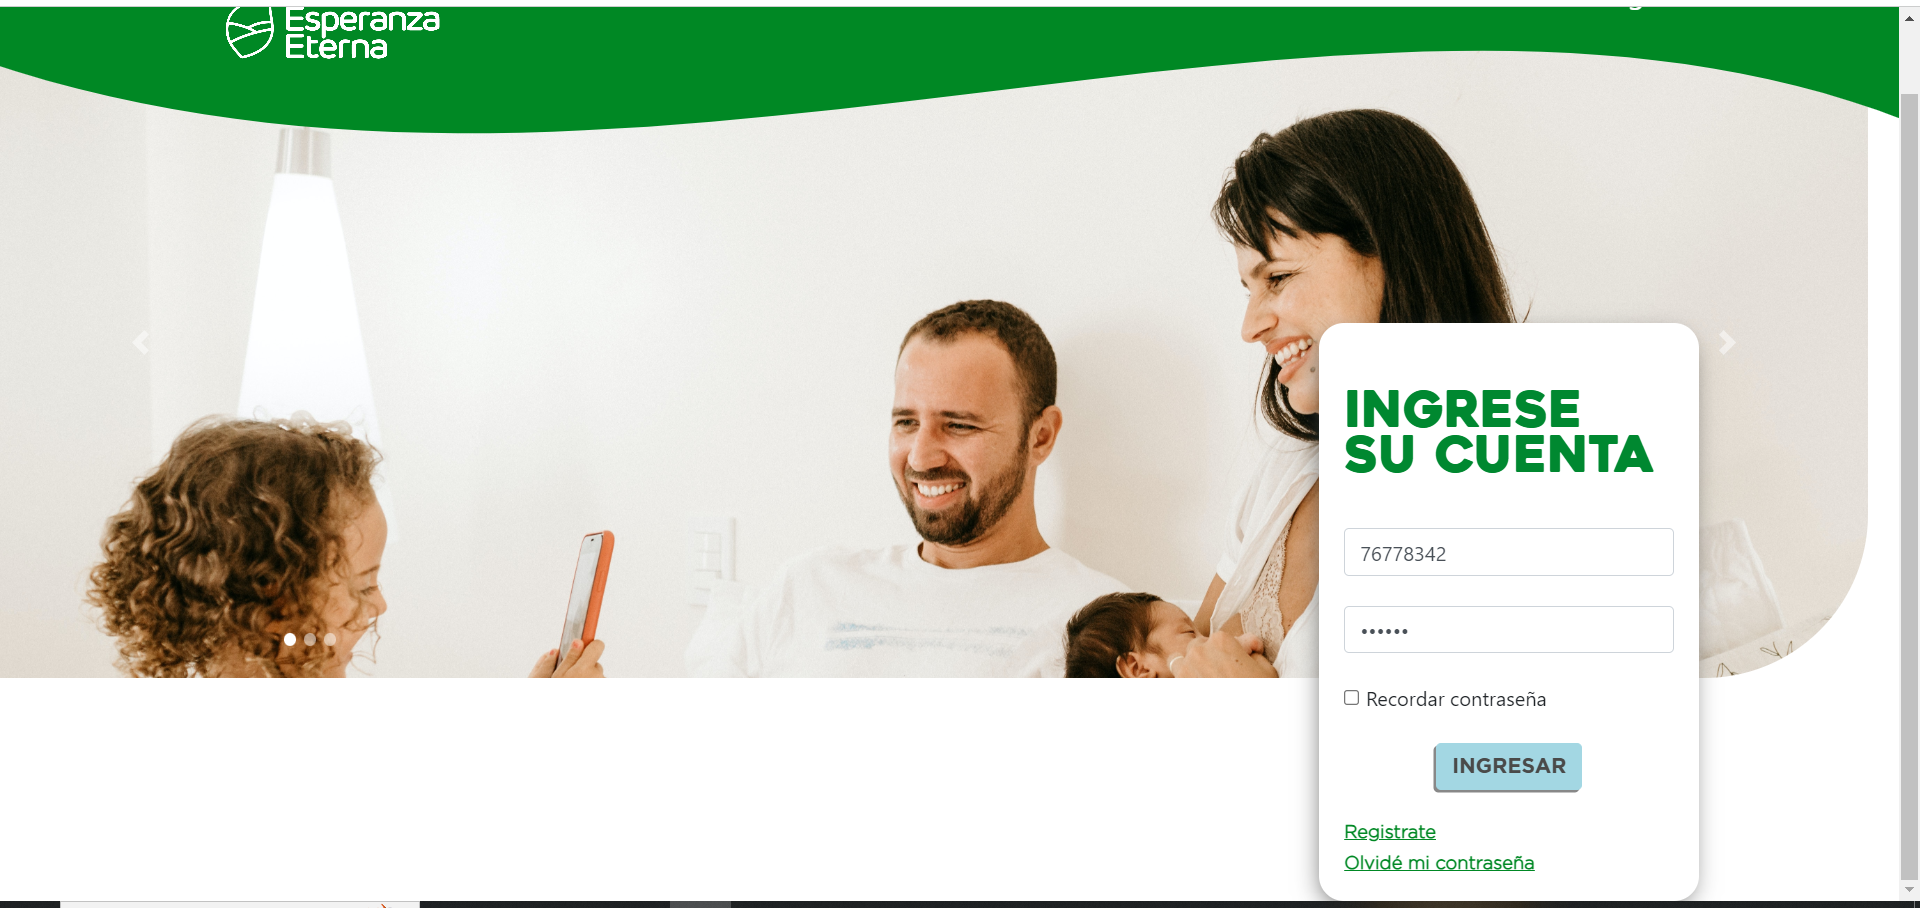 Esperanza
Eterna
INGRESE
SU CUENTA
76778342
••••••
Recordar contraseña
INGRESAR
Registrate
Olvidé mi contraseña